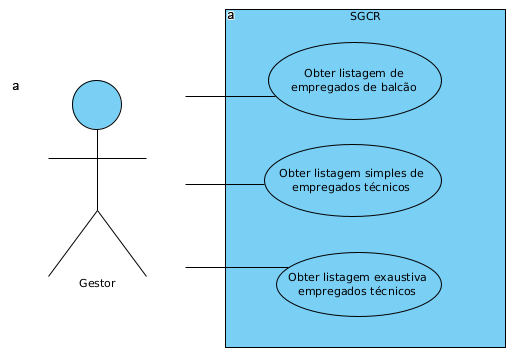 a
SGCR
Obter listagem de
empregados de balcão
a
Obter listagem simples de
empregados técnicos
Obter listagem exaustiva
empregados técnicos
Gestor